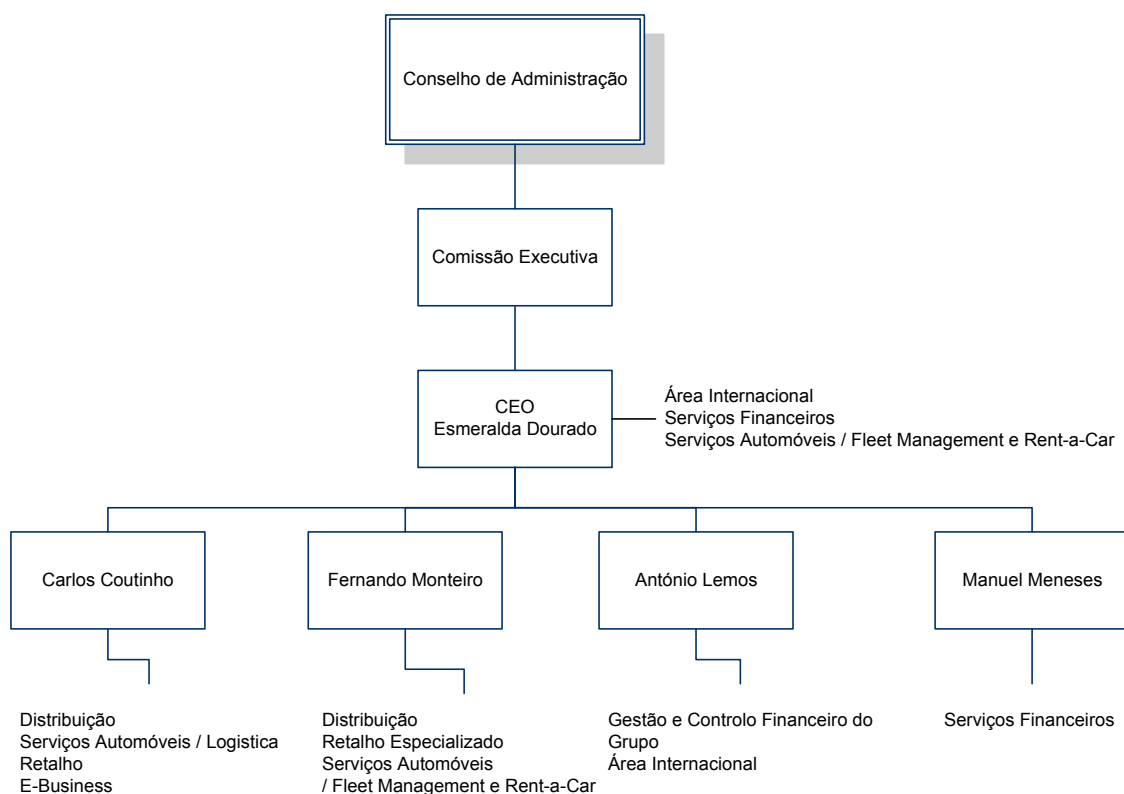 Conselho de Administração
Comissão Executiva
CEO
Esmeralda Dourado
Área Internacional
Serviços Financeiros
Serviços Automóveis / Fleet Management e Rent-a-Car
Carlos Coutinho
Fernando Monteiro
António Lemos
Manuel Meneses
Distribuição
Serviços Automóveis / Logistica
Retalho
E-Business
Distribuição
Retalho Especializado
Serviços Automóveis
/ Fleet Management e Rent-a-Car
Gestão e Controlo Financeiro do
Grupo
Área Internacional
Serviços Financeiros